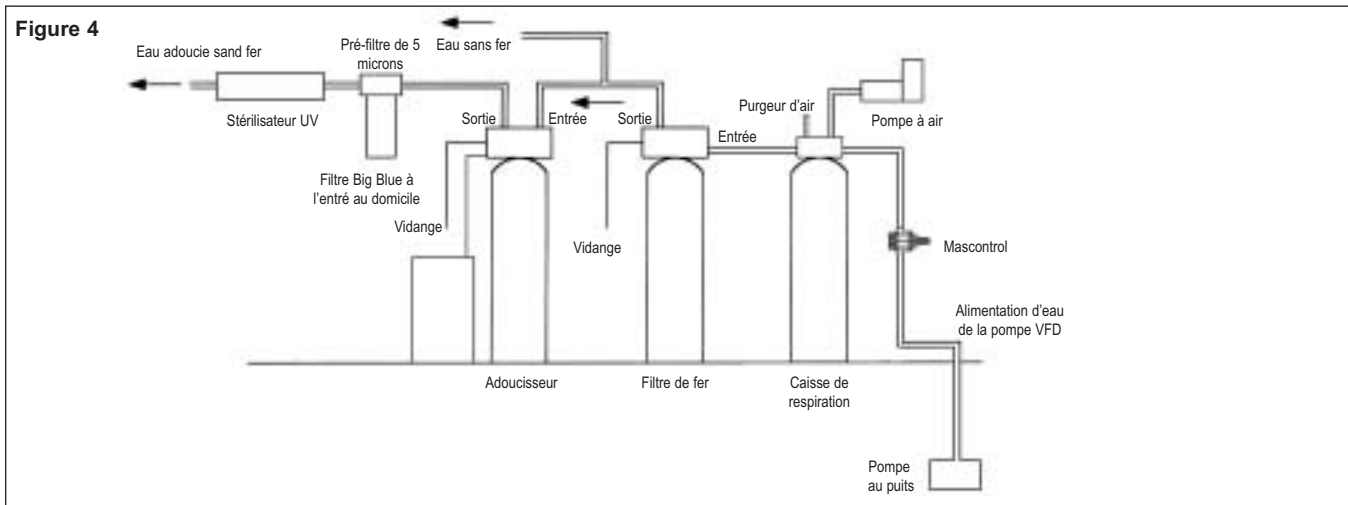 Figure 4
Eau adoucie sand fer
Pré-filtre de 5
microns
Eau sans fer
Stérilisateur UV
Sortie
Entrée
Sortie
Entrée
Purgeur d'air
Pompe à air
Filtre Big Blue à
l'entré au domicile
Vidange
Vidange
Mascontrol
Alimentation d'eau
de la pompe VFD
Adoucisseur
Filtre de fer
Caisse de
respiration
Pompe
au puits